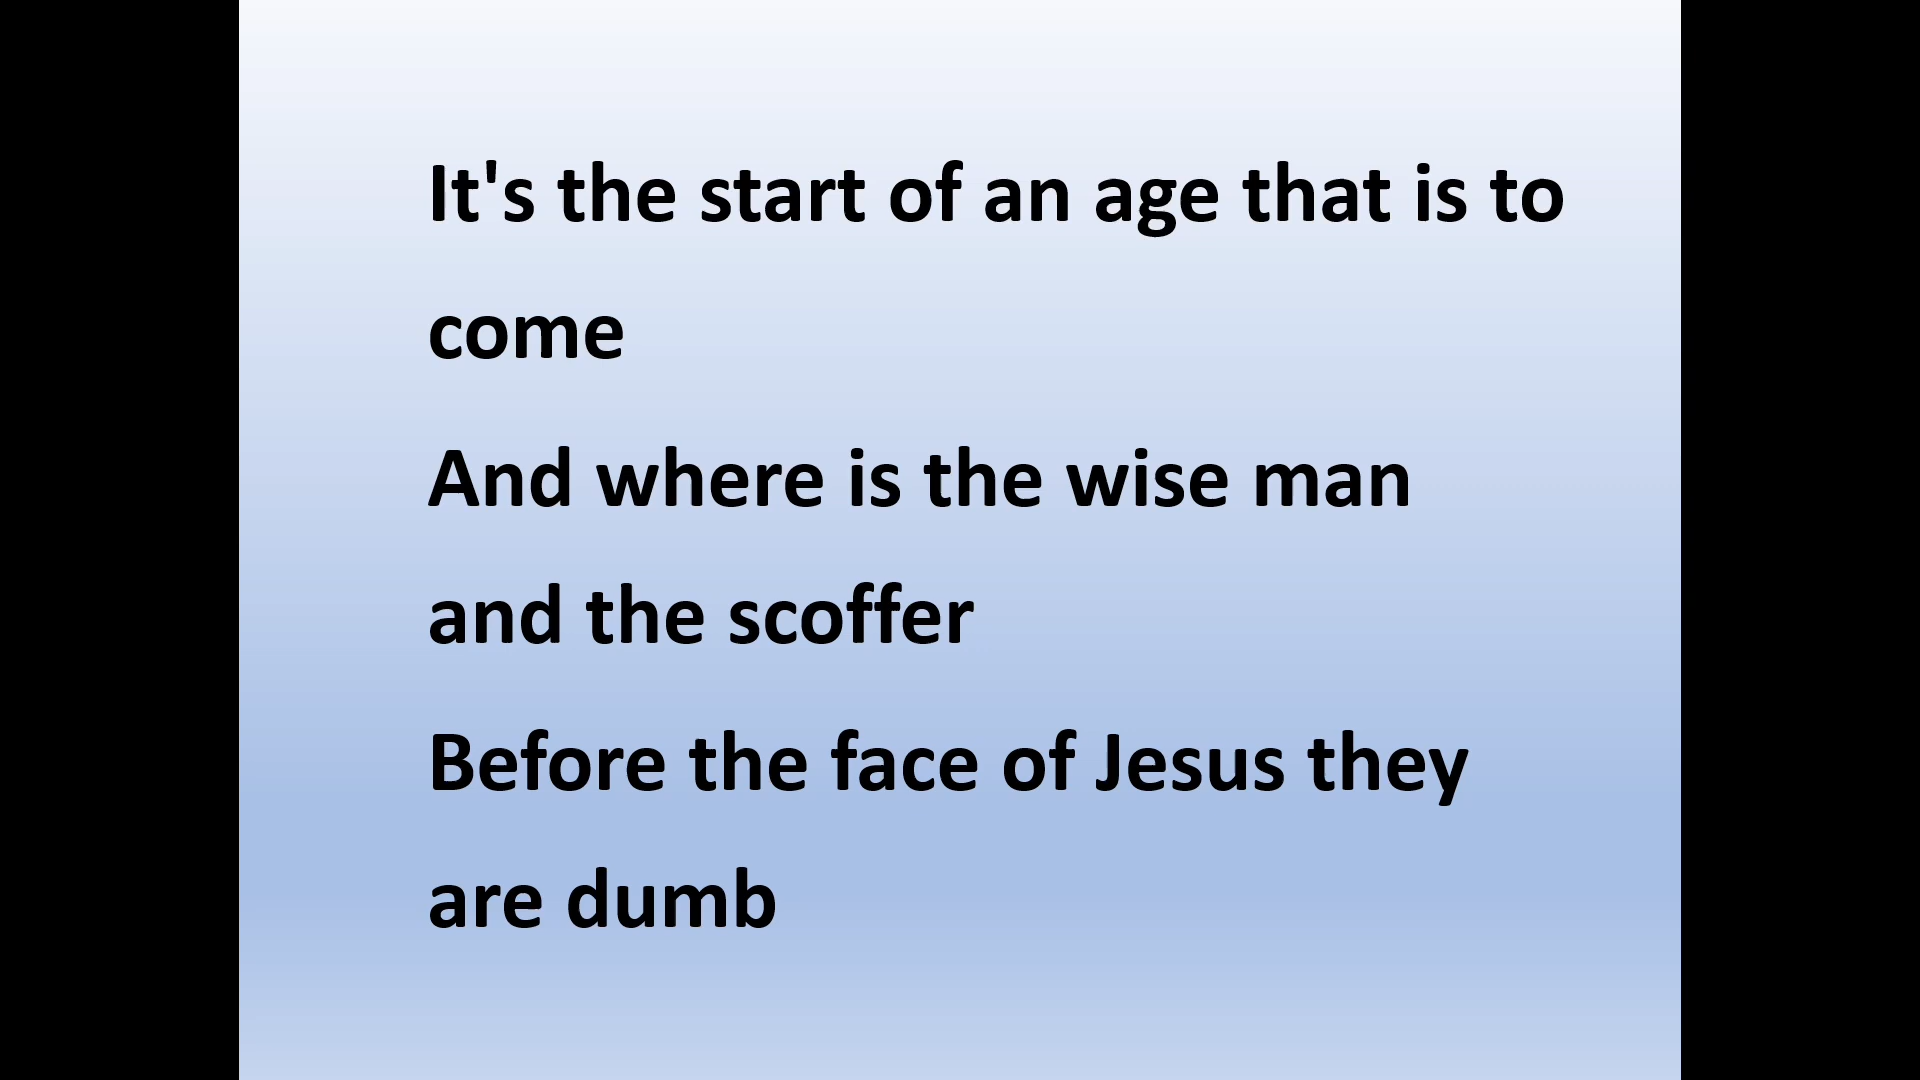 It's the start of an age that is to
come
And where is the wise man
and the scoffer
Before the face of Jesus they
are dumb